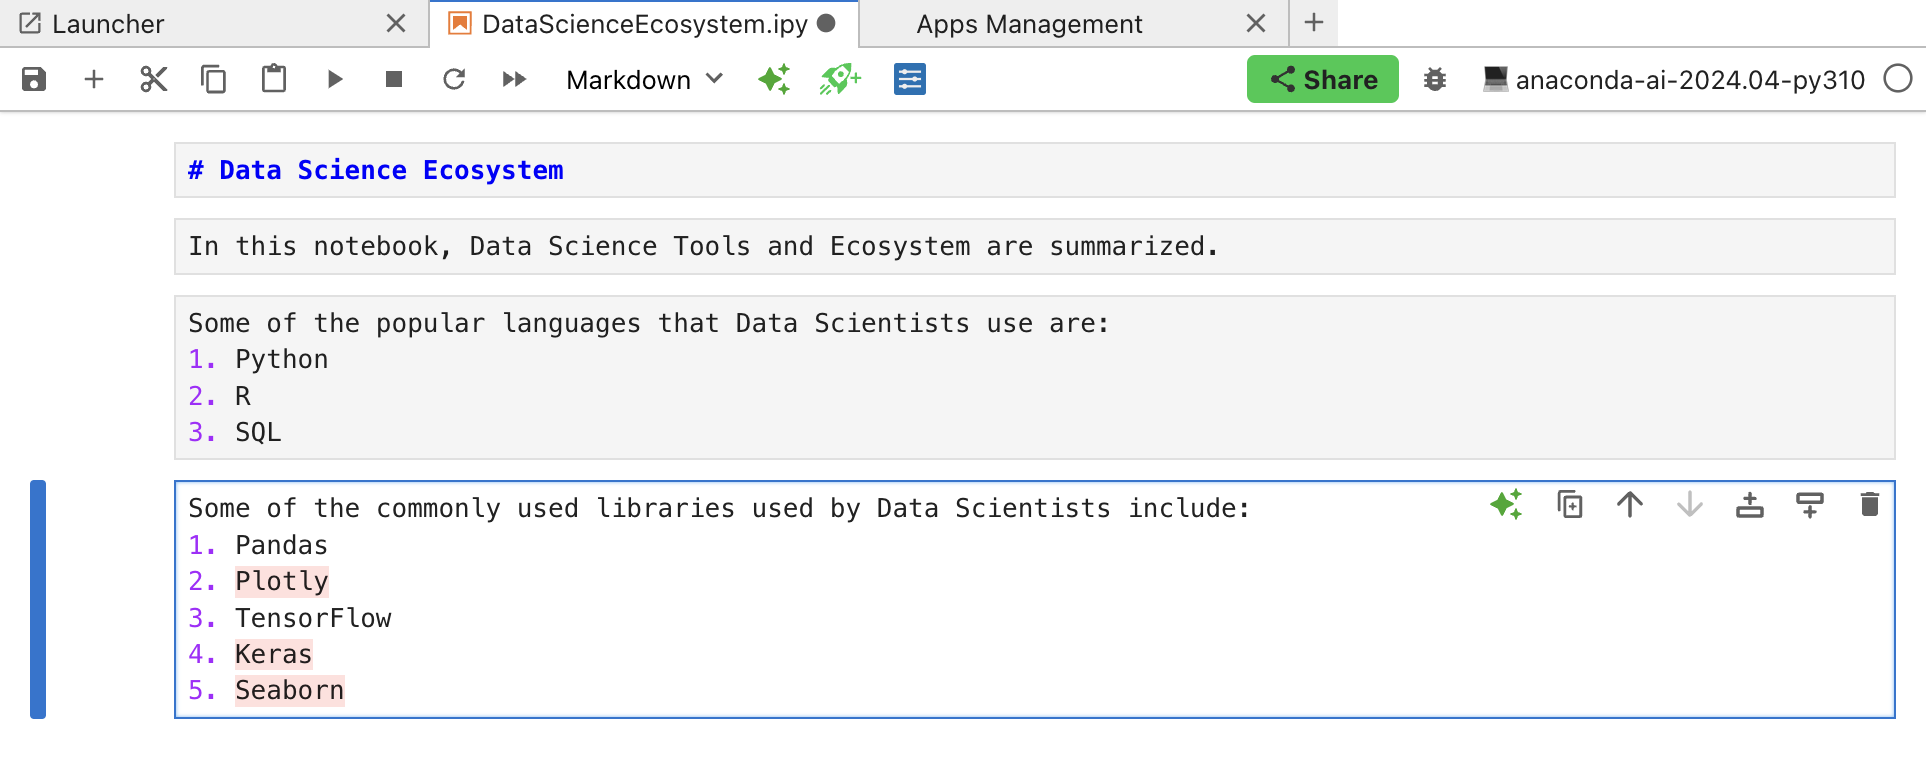 Launcher
DataScienceEcosystem.ipy
Apps Management
Markdown
Share
anaconda-ai-2024.04-py310
# Data Science Ecosystem
In this notebook, Data Science Tools and Ecosystem are summarized.
Some of the popular languages that Data Scientists use are:
1. Python
2. R
3. SQL
Some of the commonly used libraries used by Data Scientists include:
1. Pandas
2. Plotly
3. TensorFlow
4. Keras
5. Seaborn